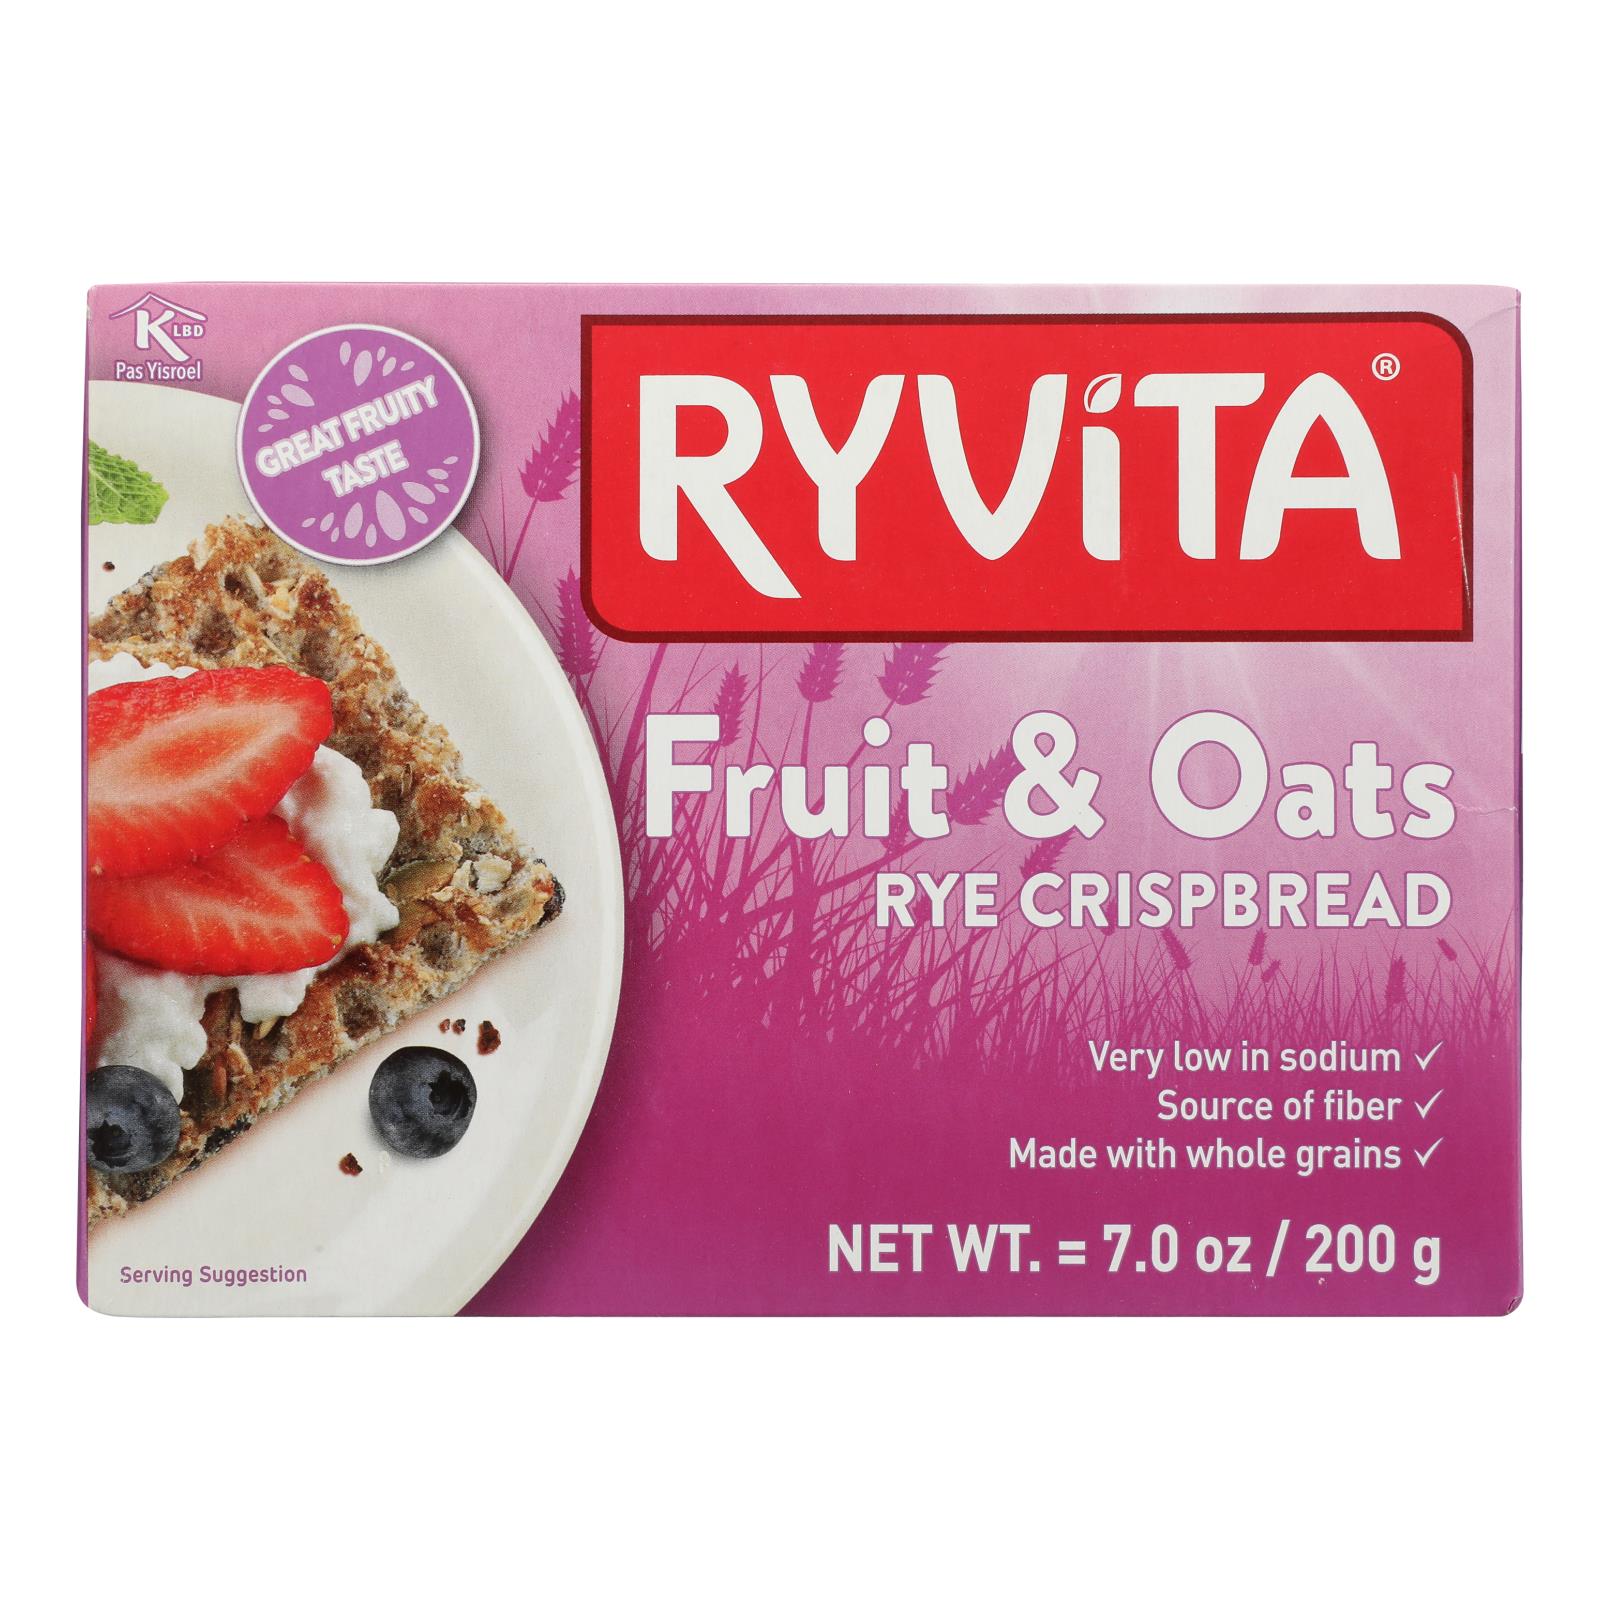 K LBD
Pas Yisroel
GREAT FRUITY
TASTE
RYVITA®
Fruit & Oats
RYE CRISPBREAD
Very low in sodium ✓
Source of fiber ✓
Made with whole grains ✓
NET WT. = 7.0 oz / 200 g
Serving Suggestion